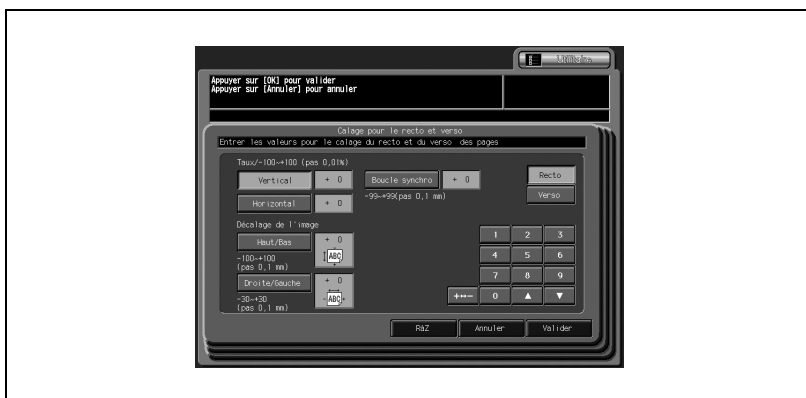 Utilitaire
Appuyer sur [OK] pour valider
Appuyer sur [Annuler] pour annuler
Calage pour le recto et verso
Entrer les valeurs pour le calage du recto et du verso des pages
Taux/-100~+100 (pas 0,01%)
Vertical + 0 Boucle synchro + 0 Recto
-99~+99(pas 0,1 mm) Verso
Horizontal + 0
Décalage de l'image
Haut/Bas + 0 1 2 3
-100~+100 ABC 4 5 6
(pas 0,1 mm)
Droite/Gauche + 0 7 8 9
-30~+30 ABC +↔- 0 ▲ ▼
(pas 0,1 mm)
RàZ Annuler Valider